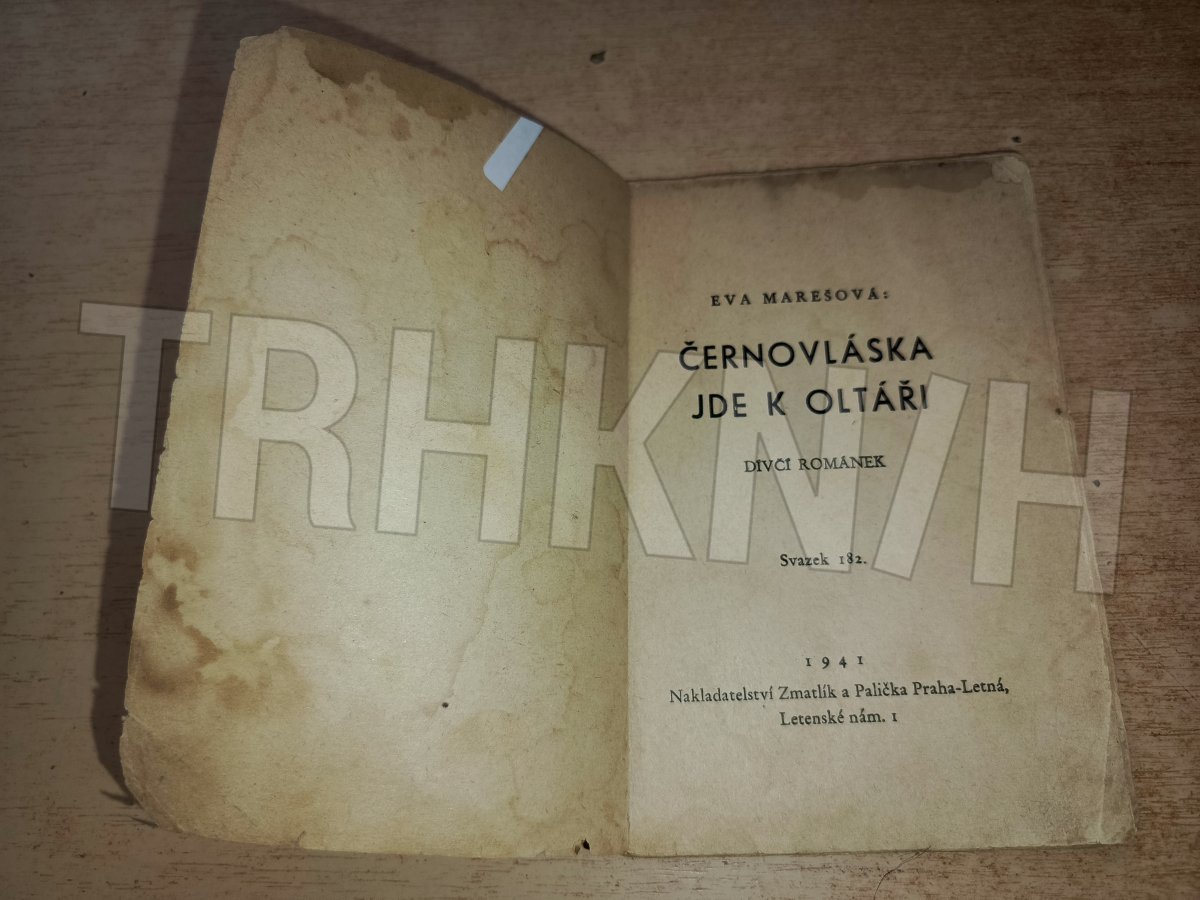 EVA MAREŠOVÁ:
ČERNOVLÁSKA
JDE K OLTÁŘI
DÍVČÍ ROMÁNEK
Svazek 182.
1941
Nakladatelství Zmatlík a Palička Praha-Letná,
Letenské nám. 1
TRHKNIH